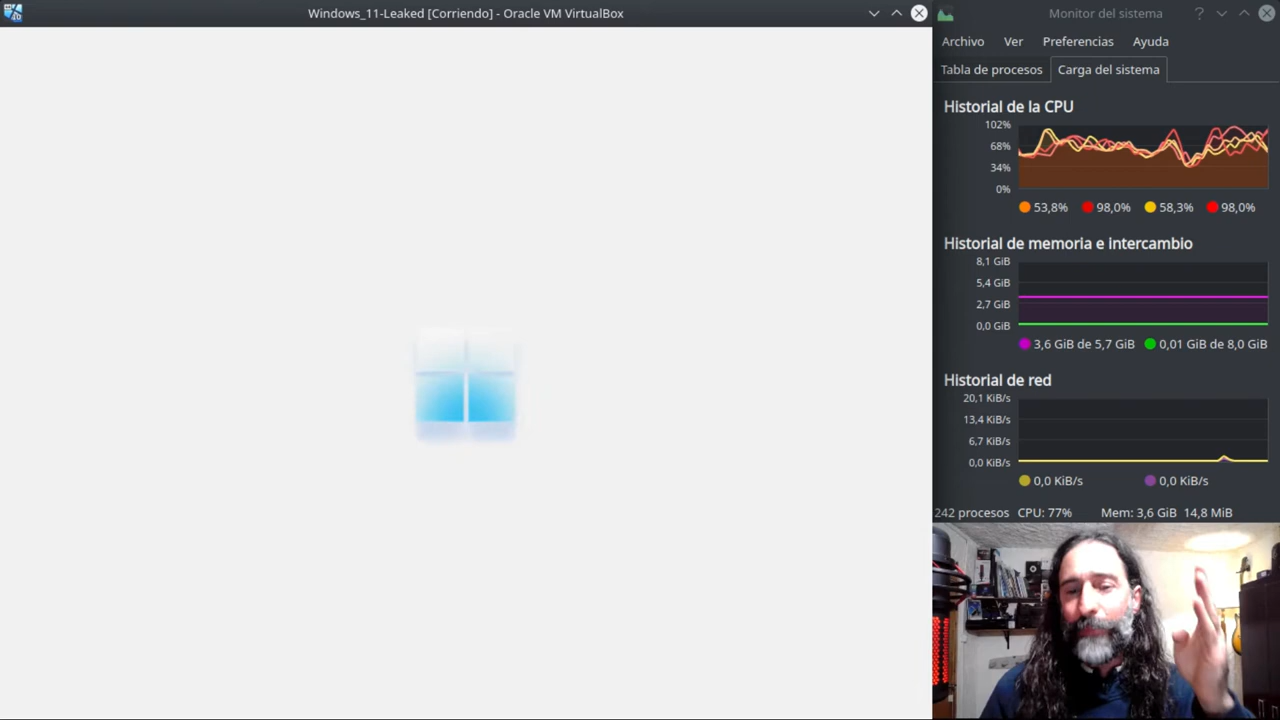 Windows_11-Leaked [Corriendo] - Oracle VM VirtualBox
Monitor del sistema
Archivo Ver Preferencias Ayuda
Tabla de procesos Carga del sistema
Historial de la CPU
102%
68%
34%
0%
53,8% 98,0% 58,3% 98,0%
Historial de memoria e intercambio
8,1 GiB
5,4 GiB
2,7 GiB
0,0 GiB
3,6 GiB de 5,7 GiB 0,01 GiB de 8,0 GiB
Historial de red
20,1 KiB/s
13,4 KiB/s
6,7 KiB/s
0,0 KiB/s
0,0 KiB/s 0,0 KiB/s
242 procesos CPU: 77% Mem: 3,6 GiB 14,8 MiB